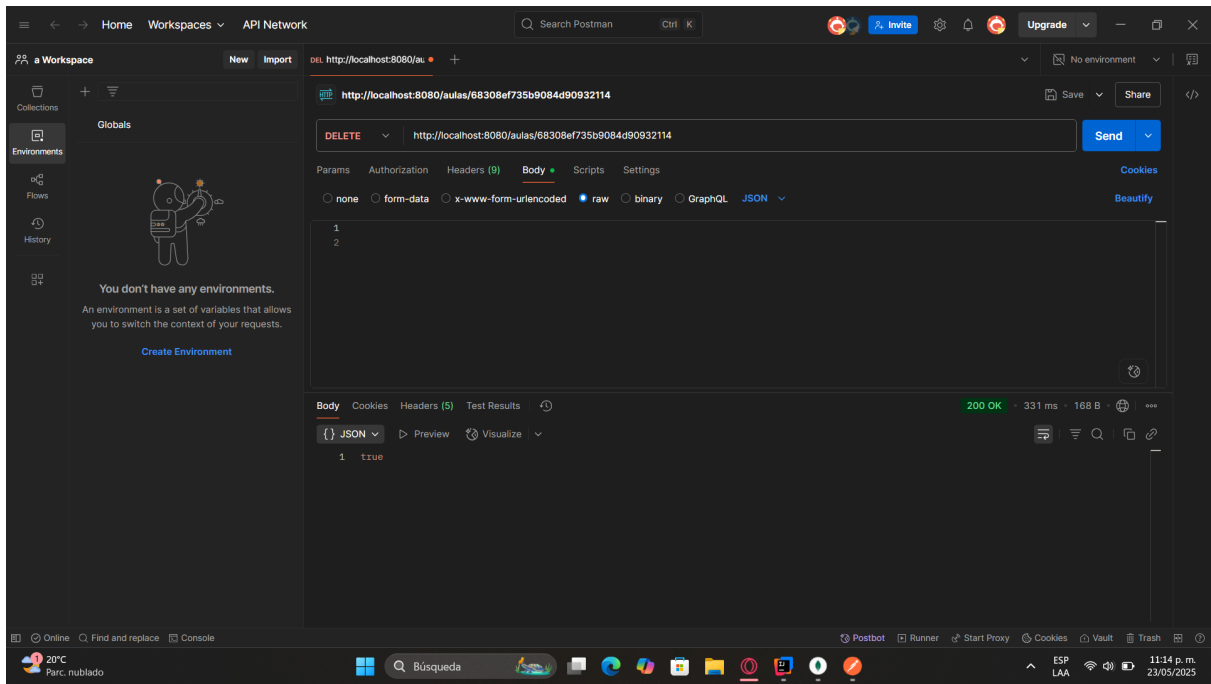 Home Workspaces API Network Search Postman Ctrl K Invite Upgrade
a Workspace New Import DEL http://localhost:8080/au No environment
Collections
Globals
http://localhost:8080/aulas/68308ef735b9084d90932114 Save Share
Environments
DELETE http://localhost:8080/aulas/68308ef735b9084d90932114 Send
Params Authorization Headers (9) Body Scripts Settings Cookies
Flows
none form-data x-www-form-urlencoded raw binary GraphQL JSON Beautify
History
1
2
You don't have any environments.
An environment is a set of variables that allows
you to switch the context of your requests.
Create Environment
Body Cookies Headers (5) Test Results 200 OK 331 ms 168 B
{} JSON Preview Visualize
1 true
Online Find and replace Console Postbot Runner Start Proxy Cookies Vault Trash
1 20°C
Parc. nublado
Búsqueda
ESP
LAA
11:14 p. m.
23/05/2025